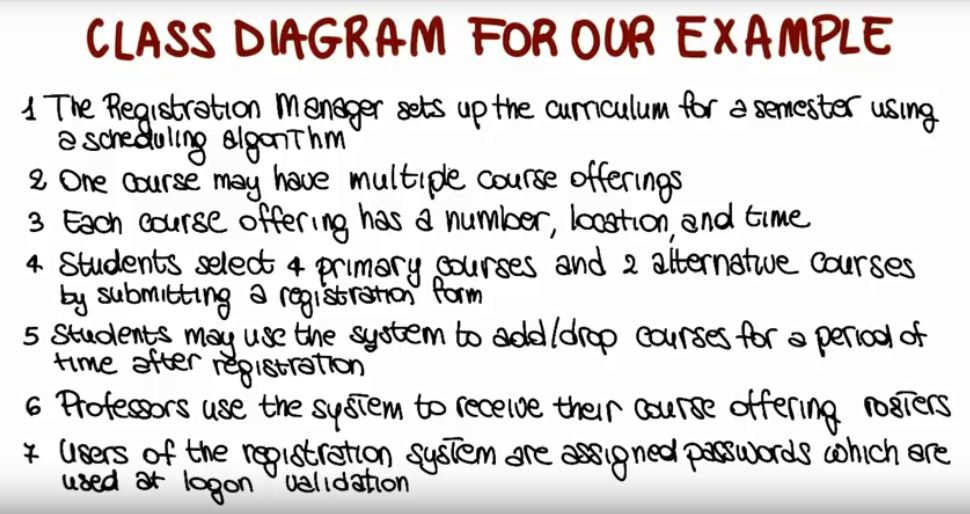 CLASS DIAGRAM FOR OUR EXAMPLE
1 The Registration Manager sets up the curriculum for a semester using
a scheduling algorithm
2 One course may have multiple course offerings
3 Each course offering has a number, location, and time
4 Students select 4 primary courses and 2 alternative courses
by submitting a registration form
5 Students may use the system to add/drop courses for a period of
time after registration
6 Professors use the system to receive their course offering rosters
7 Users of the registration system are assigned passwords which are
used at logon validation